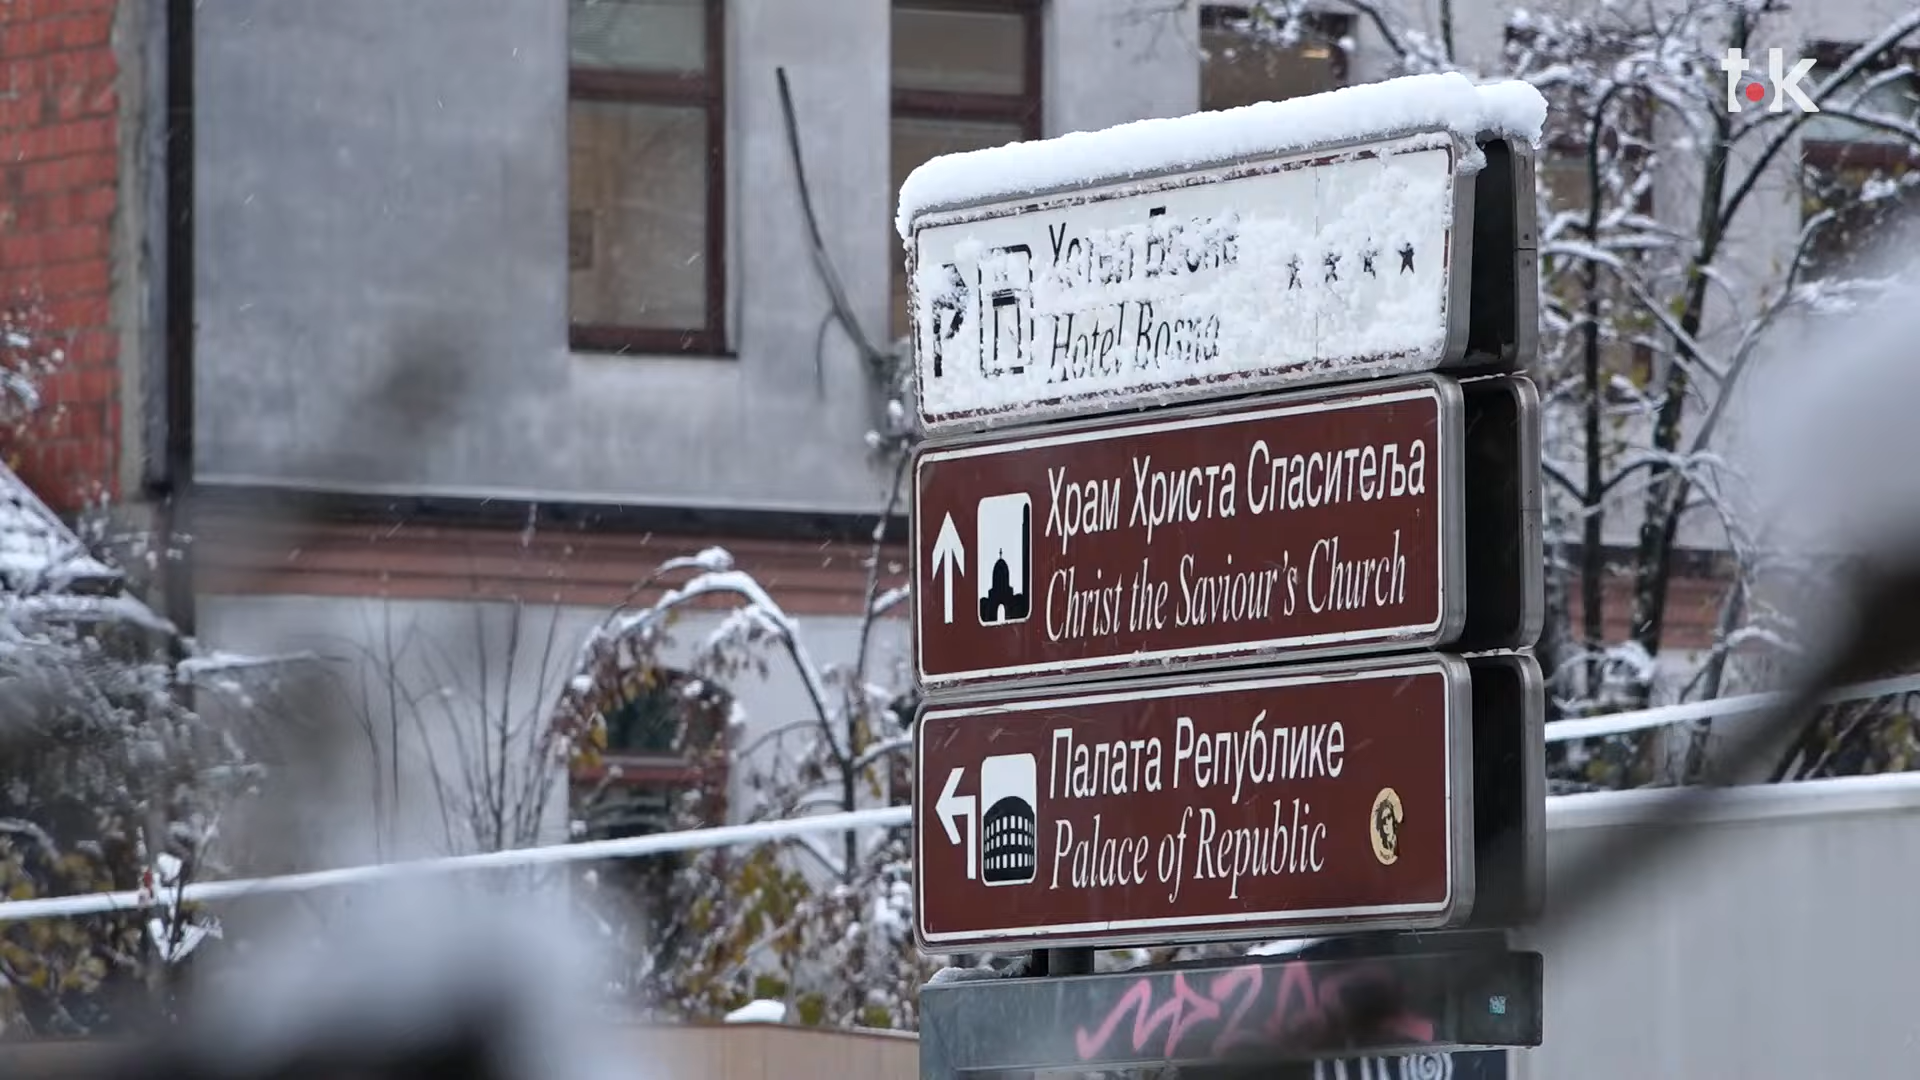 t.k
Хотел Босна
Hotel Bosna
Храм Христа Спаситеља
Christ the Saviour's Church
Палата Републике
Palace of Republic